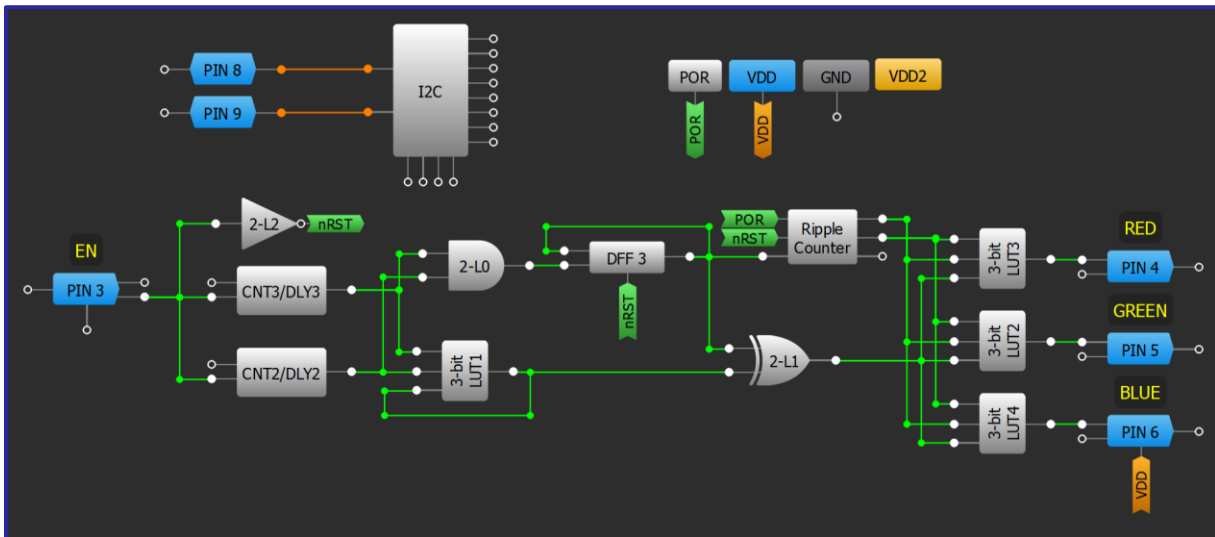 PIN 8
PIN 9
I2C
POR
VDD
GND
VDD2
POR
VDD
2-L2
nRST
EN
PIN 3
CNT3/DLY3
CNT2/DLY2
2-L0
3-bit
LUT1
DFF 3
nRST
POR
nRST
Ripple
Counter
2-L1
3-bit
LUT3
3-bit
LUT2
3-bit
LUT4
RED
PIN 4
GREEN
PIN 5
BLUE
PIN 6
VDD